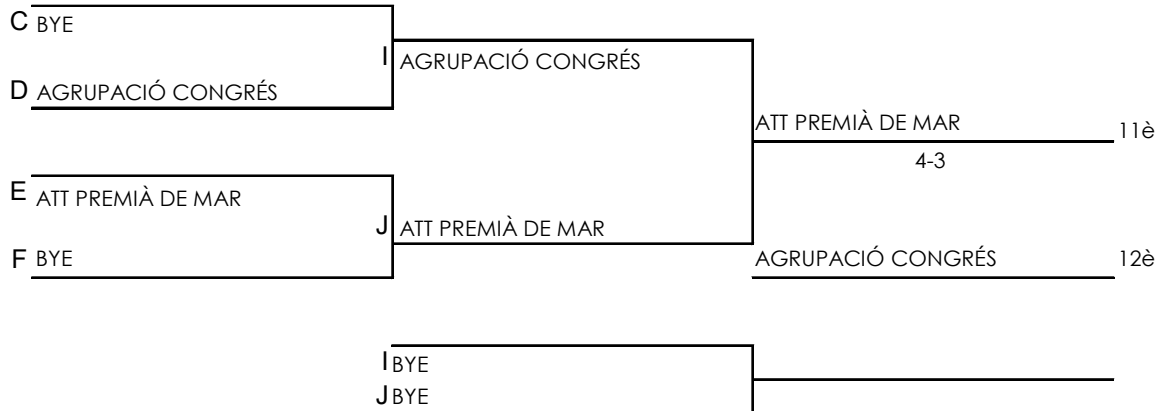 C BYE
I AGRUPACIÓ CONGRÉS
D AGRUPACIÓ CONGRÉS
ATT PREMIÀ DE MAR 11è
4-3
E ATT PREMIÀ DE MAR
J ATT PREMIÀ DE MAR
F BYE
AGRUPACIÓ CONGRÉS 12è
I BYE
J BYE